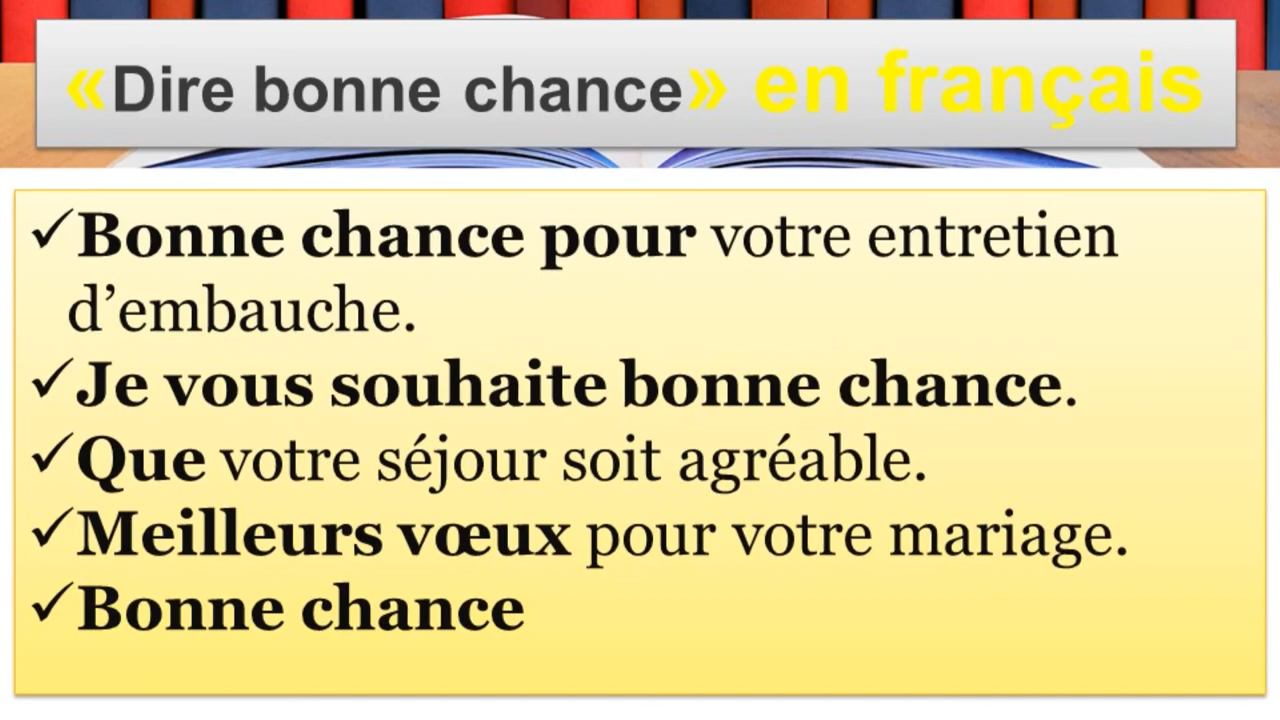 «Dire bonne chance» en français
✓Bonne chance pour votre entretien
d’embauche.
✓Je vous souhaite bonne chance.
✓Que votre séjour soit agréable.
✓Meilleurs vœux pour votre mariage.
✓Bonne chance